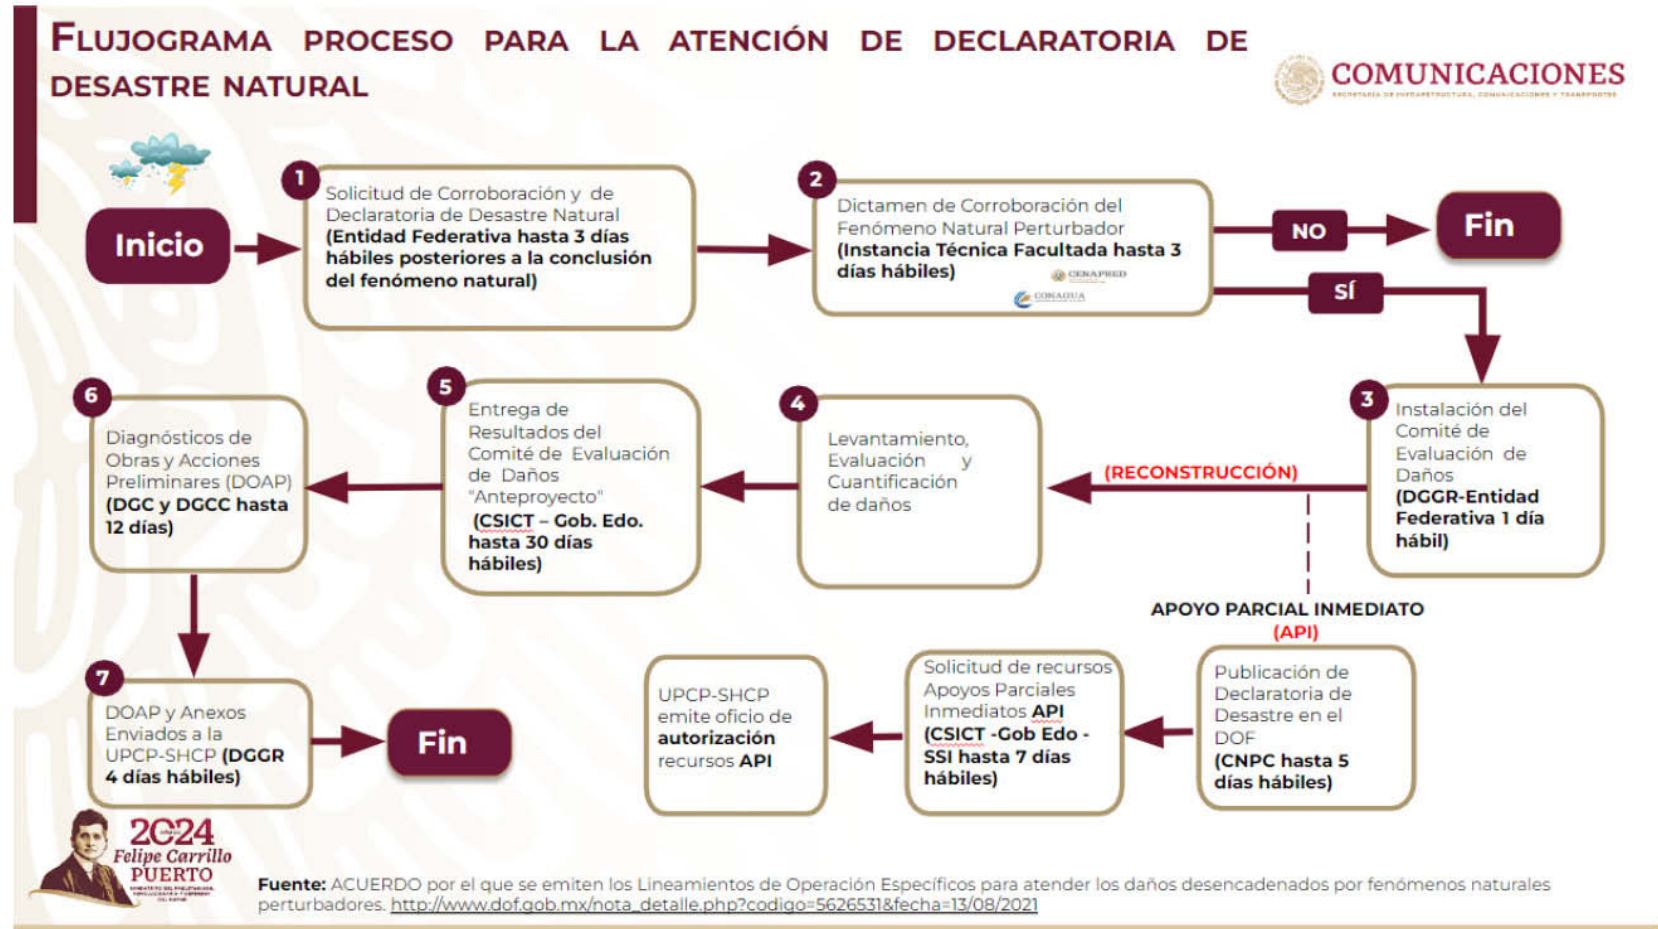 FLUJOGRAMA PROCESO PARA LA ATENCIÓN DE DECLARATORIA DE
DESASTRE NATURAL
COMUNICACIONES
SECRETARÍA DE INFRAESTRUCTURA, COMUNICACIONES Y TRANSPORTES
Inicio
1
Solicitud de Corroboración y de
Declaratoria de Desastre Natural
(Entidad Federativa hasta 3 días
hábiles posteriores a la conclusión
del fenómeno natural)
2
Dictamen de Corroboración del
Fenómeno Natural Perturbador
(Instancia Técnica Facultada hasta 3
días hábiles)
CENAPRED
CONAGUA
NO
Fin
SÍ
3
Instalación del
Comité de
Evaluación de
Daños
(DGGR-Entidad
Federativa 1 día
hábil)
(RECONSTRUCCIÓN)
4
Levantamiento,
Evaluación y
Cuantificación
de daños
5
Entrega de
Resultados del
Comité de Evaluación
de Daños
"Anteproyecto"
(CSICT – Gob. Edo.
hasta 30 días
hábiles)
6
Diagnósticos de
Obras y Acciones
Preliminares (DOAP)
(DGC y DGCC hasta
12 días)
7
DOAP y Anexos
Enviados a la
UPCP-SHCP (DGGR
4 días hábiles)
Fin
APOYO PARCIAL INMEDIATO
(API)
Publicación de
Declaratoria de
Desastre en el
DOF
(CNPC hasta 5
días hábiles)
Solicitud de recursos
Apoyos Parciales
Inmediatos API
(CSICT -Gob Edo -
SSI hasta 7 días
hábiles)
UPCP-SHCP
emite oficio de
autorización
recursos API
2024
Felipe Carrillo
PUERTO
Fuente: ACUERDO por el que se emiten los Lineamientos de Operación Específicos para atender los daños desencadenados por fenómenos naturales
perturbadores. http://www.dof.gob.mx/nota_detalle.php?codigo=5626531&fecha=13/08/2021